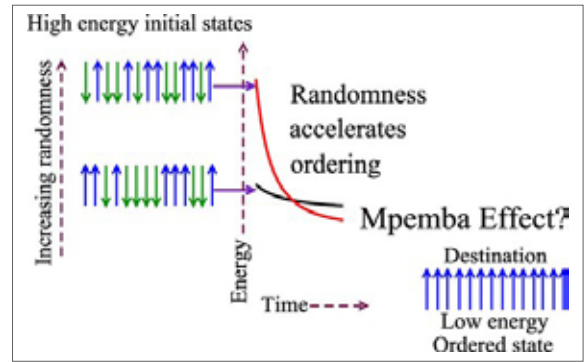 High energy initial states
Increasing randomness
Energy
Randomness
accelerates
ordering
Mpemba Effect?
Time
Destination
Low energy
Ordered state